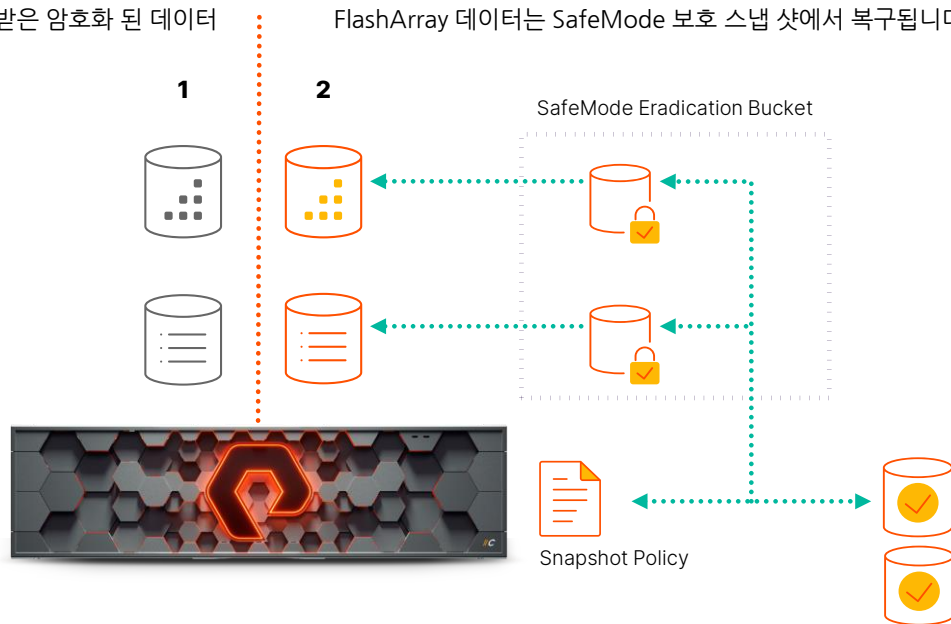 받은 암호화 된 데이터
FlashArray 데이터는 SafeMode 보호 스냅 샷에서 복구됩니다
1
2
SafeMode Eradication Bucket
//C
Snapshot Policy